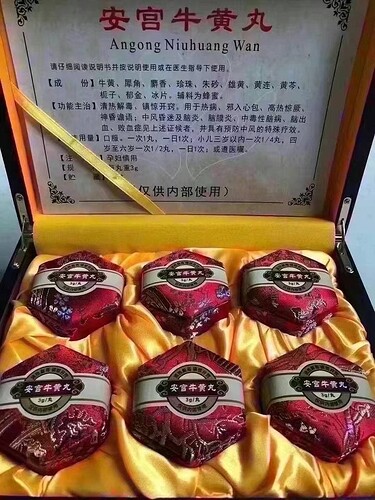 安宫牛黄丸
Angong Niuhuang Wan
请仔细阅读说明书并按说明使用或在医生指导下使用。
【成 份】牛黄、犀角、麝香、珍珠、朱砂、雄黄、黄连、黄芩、
栀子、郁金、冰片、辅料为蜂蜜。
【功能主治】清热解毒、镇惊开窍。用于热病,邪入心包,高热惊厥,
神昏谵语;中风昏迷及脑炎、脑膜炎、中毒性脑病、脑出
出血、败血症见上述证候者,并具有预防中风的特殊疗效。
用量】口服。一次1丸,一日1次;小儿三岁以内一次1/4丸,四
岁至六岁一次1/2丸,一日1次;或遵医嘱。
孕妇慎用
丸重3g
(仅供内部使用)
安宫牛黄丸
3g/丸
安宫牛黄丸
3g/丸
安宫牛黄丸
3g/丸
安宫牛黄丸
3g/丸
安宫牛黄丸
3g/丸
安宫牛黄丸
3g/丸